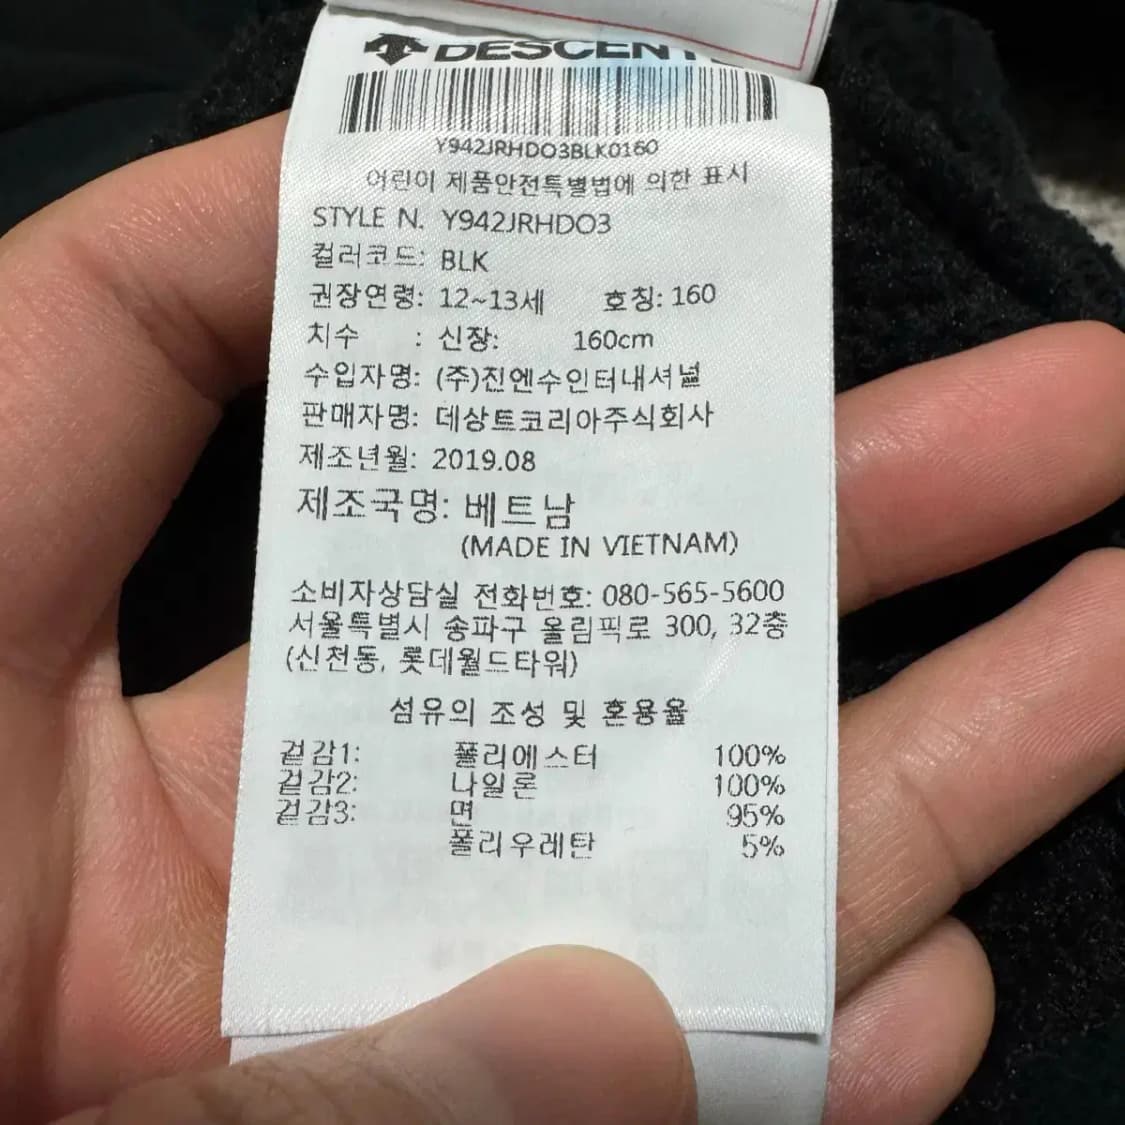 DESCENTE
Y942JRHDO3BLK0160
어린이 제품안전특별법에 의한 표시
STYLE N. Y942JRHDO3
컬러코드: BLK
권장연령: 12~13세 호칭: 160
치수 : 신장: 160cm
수입자명: (주)진엔수인터내셔널
판매자명: 데상트코리아주식회사
제조년월: 2019.08
제조국명: 베트남
(MADE IN VIETNAM)
소비자상담실 전화번호: 080-565-5600
서울특별시 송파구 올림픽로 300, 32층
(신천동, 롯데월드타워)
섬유의 조성 및 혼용율
겉감1: 폴리에스터 100%
겉감2: 나일론 100%
겉감3: 면 95%
폴리우레탄 5%